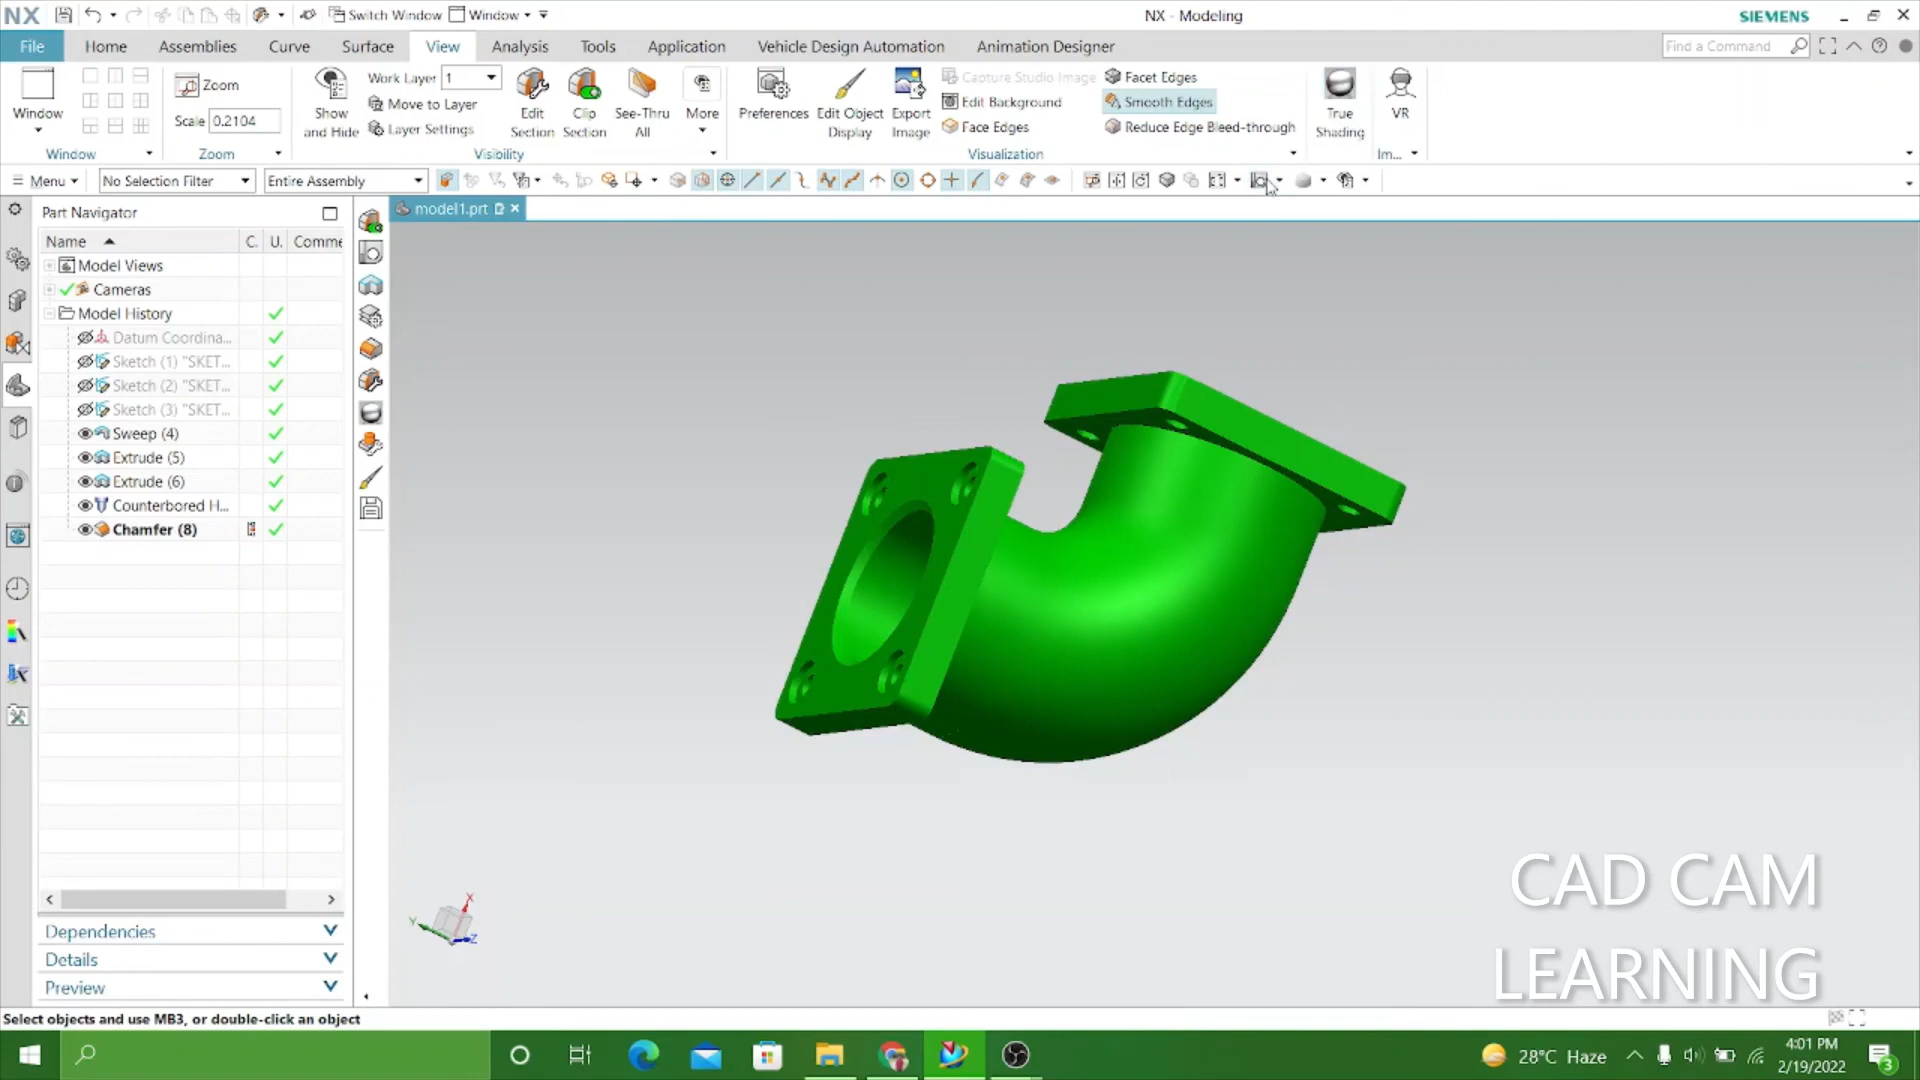 NX
Switch Window
Window
NX - Modeling
SIEMENS
File
Home
Assemblies
Curve
Surface
View
Analysis
Tools
Application
Vehicle Design Automation
Animation Designer
Find a Command
Window
Zoom
Scale 0.2104
Show and Hide
Work Layer 1
Move to Layer
Layer Settings
Edit Section
Clip Section
See-Thru All
More
Preferences
Edit Object Display
Export Image
Capture Studio Image
Edit Background
Face Edges
Facet Edges
Smooth Edges
Reduce Edge Bleed-through
True Shading
VR
Window
Zoom
Visibility
Visualization
Im...
Menu
No Selection Filter
Entire Assembly
Part Navigator
model1.prt
Name
C.
U.
Comme
Model Views
Cameras
Model History
Datum Coordina...
Sketch (1) "SKET...
Sketch (2) "SKET...
Sketch (3) "SKET...
Sweep (4)
Extrude (5)
Extrude (6)
Counterbored H...
Chamfer (8)
X
Y
Z
Dependencies
Details
Preview
CAD CAM
LEARNING
Select objects and use MB3, or double-click an object
28°C Haze
4:01 PM
2/19/2022
3